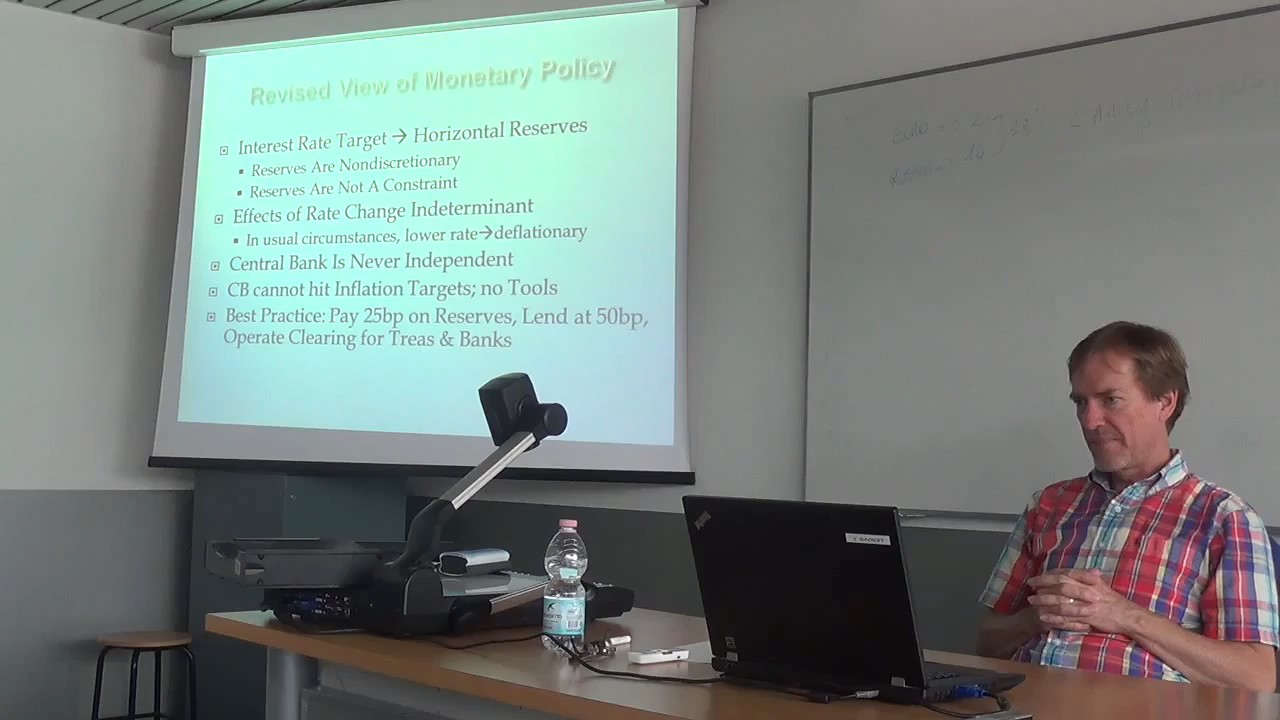 Revised View of Monetary Policy
Interest Rate Target → Horizontal Reserves
Reserves Are Nondiscretionary
Reserves Are Not A Constraint
Effects of Rate Change Indeterminant
In usual circumstances, lower rate→deflationary
Central Bank Is Never Independent
CB cannot hit Inflation Targets; no Tools
Best Practice: Pay 25bp on Reserves, Lend at 50bp,
Operate Clearing for Treas & Banks